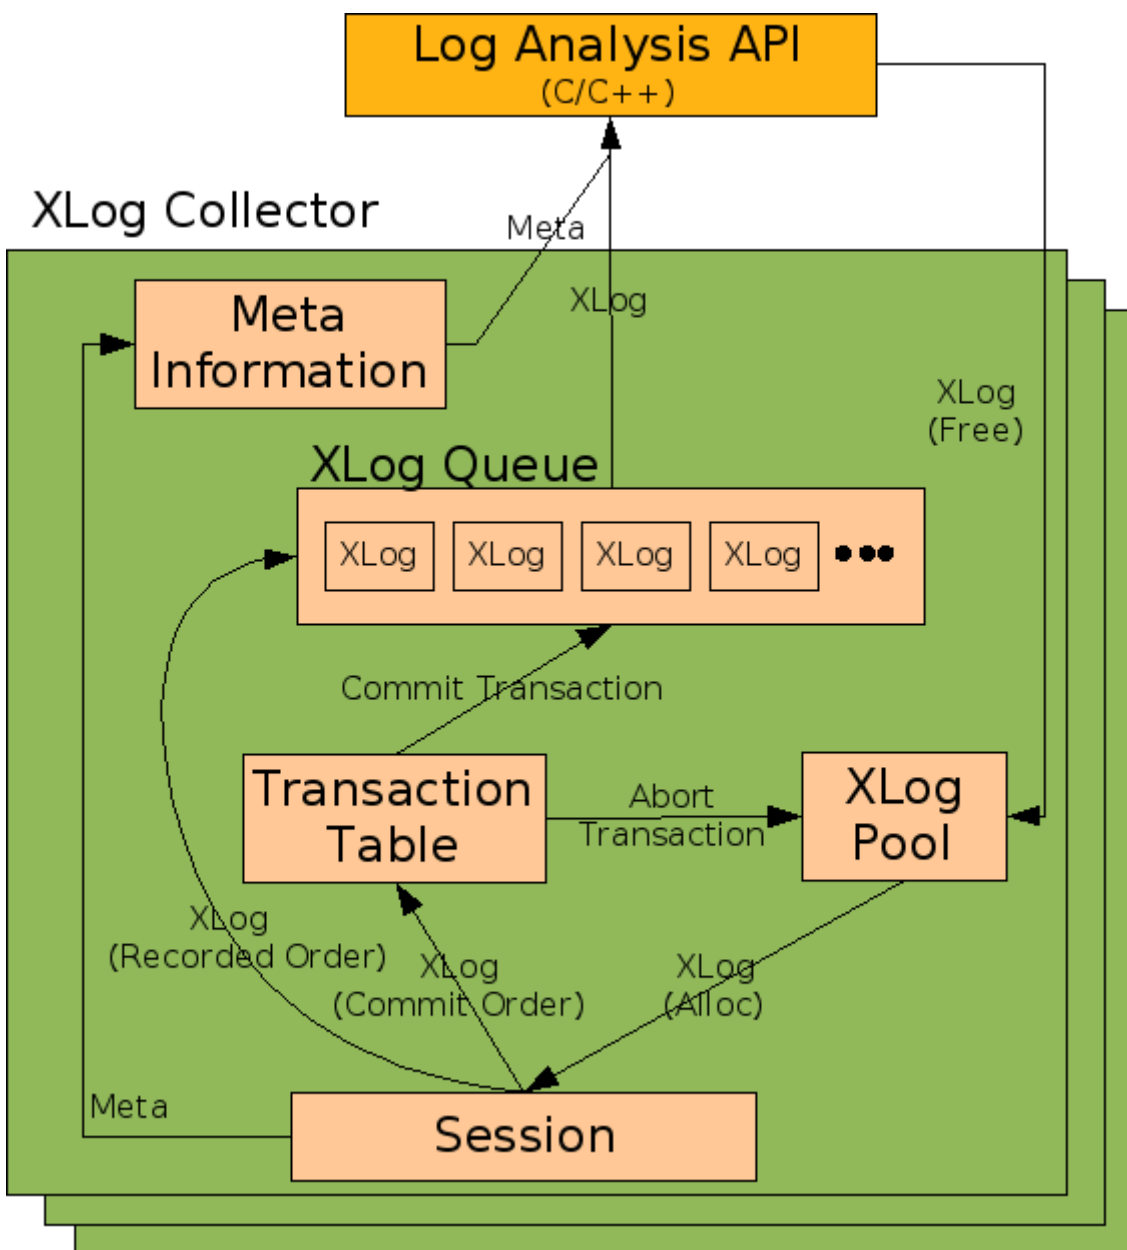 Log Analysis API
(C/C++)
XLog Collector
Meta
XLog
Meta
Information
XLog
(Free)
XLog Queue
XLog XLog XLog XLog
Commit Transaction
Transaction
Table
Abort
Transaction
XLog
Pool
XLog
(Recorded Order)
XLog
(Commit Order)
XLog
(Alloc)
Meta
Session